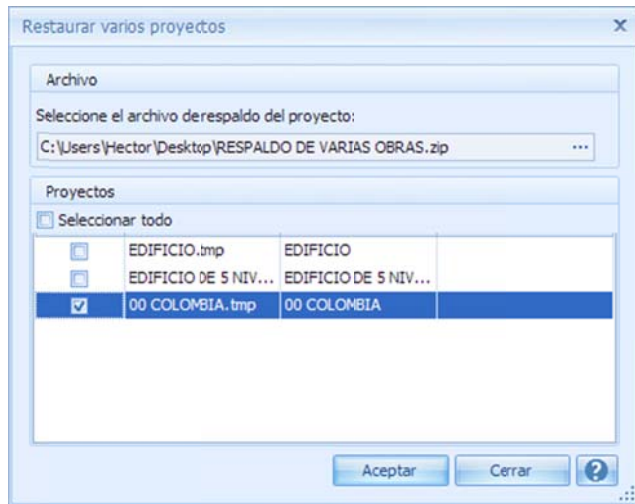 Restaurar varios proyectos
Archivo
Seleccione el archivo derespaldo del proyecto:
C:\Users\Hector\Desktop\RESPALDO DE VARIAS OBRAS.zip ...
Proyectos
Seleccionar todo
EDIFICIO.tmp EDIFICIO
EDIFICIO DE 5 NIV... EDIFICIO DE 5 NIV...
00 COLOMBIA.tmp 00 COLOMBIA
Aceptar Cerrar ?